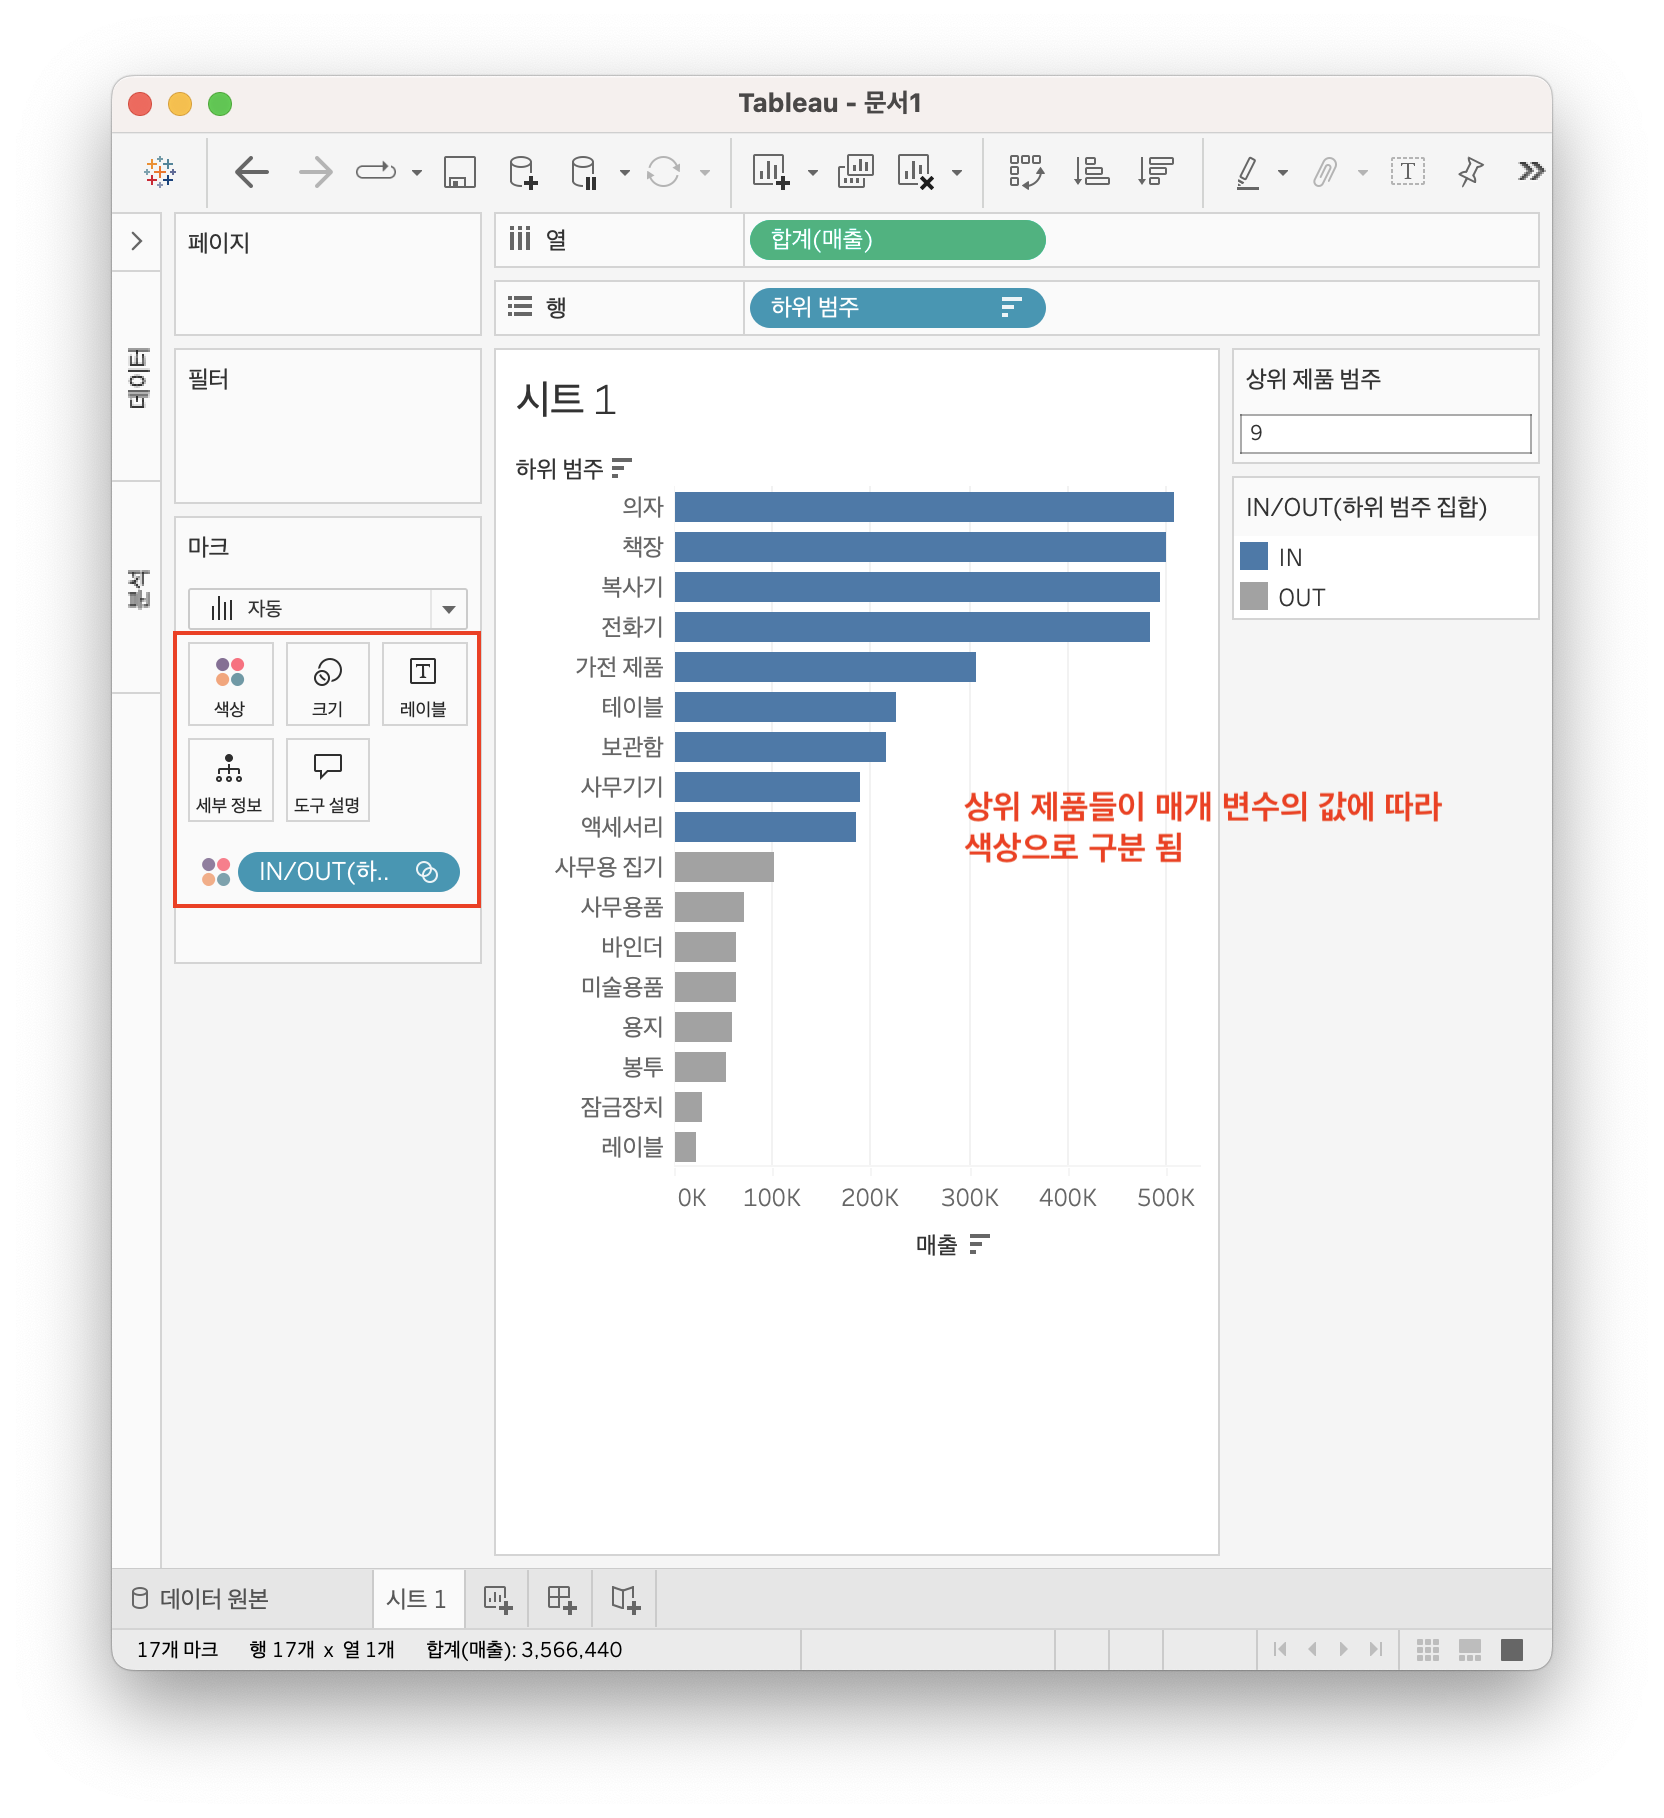 Tableau - 문서1
페이지
열
합계(매출)
행
하위 범주
데이터
분석
필터
마크
자동
색상
크기
레이블
세부 정보
도구 설명
IN/OUT(하..
시트 1
하위 범주
의자
책장
복사기
전화기
가전 제품
테이블
보관함
사무기기
액세서리
사무용 집기
사무용품
바인더
미술용품
용지
봉투
잠금장치
레이블
0K 100K 200K 300K 400K 500K
매출
상위 제품들이 매개 변수의 값에 따라
색상으로 구분 됨
상위 제품 범주
9
IN/OUT(하위 범주 집합)
IN
OUT
데이터 원본
시트 1
17개 마크 행 17개 x 열 1개 합계(매출): 3,566,440